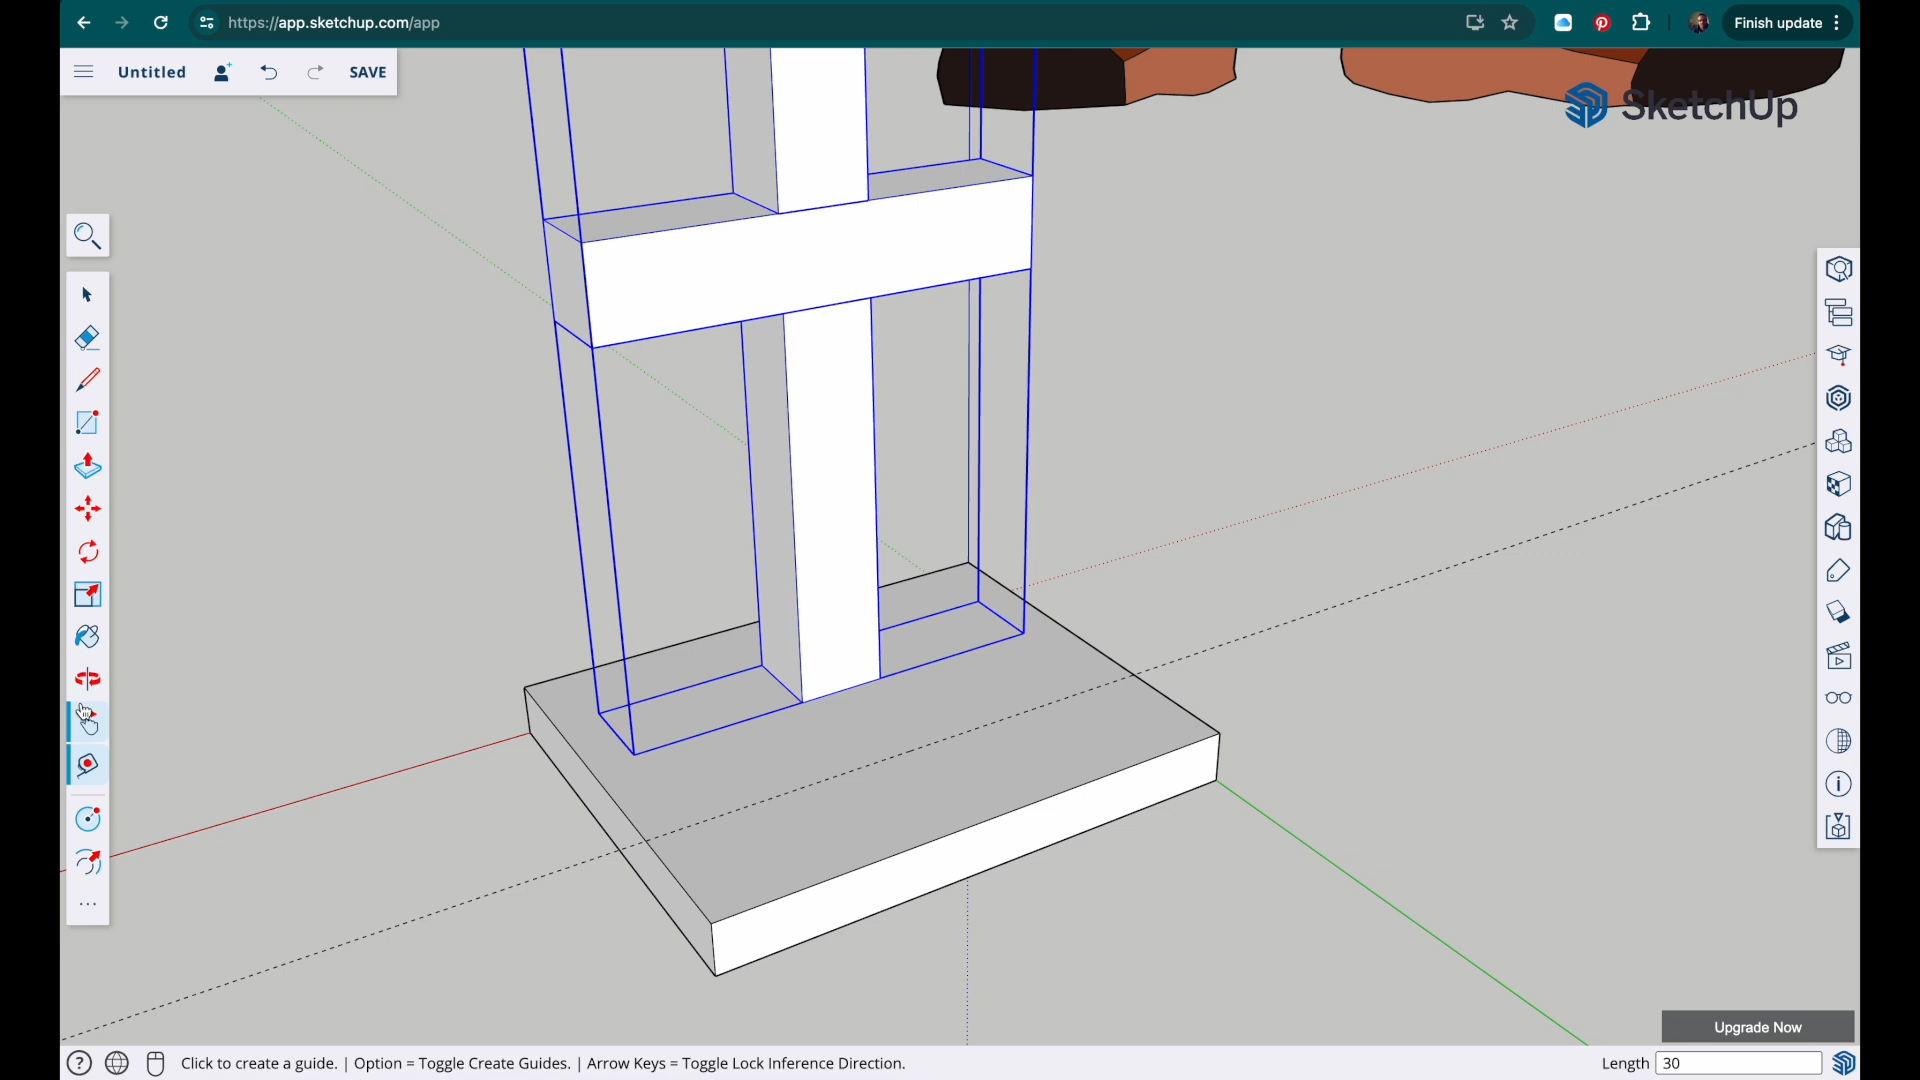 https://app.sketchup.com/app
Finish update
Untitled
SAVE
SketchUp
Upgrade Now
Click to create a guide. | Option = Toggle Create Guides. | Arrow Keys = Toggle Lock Inference Direction.
Length 30